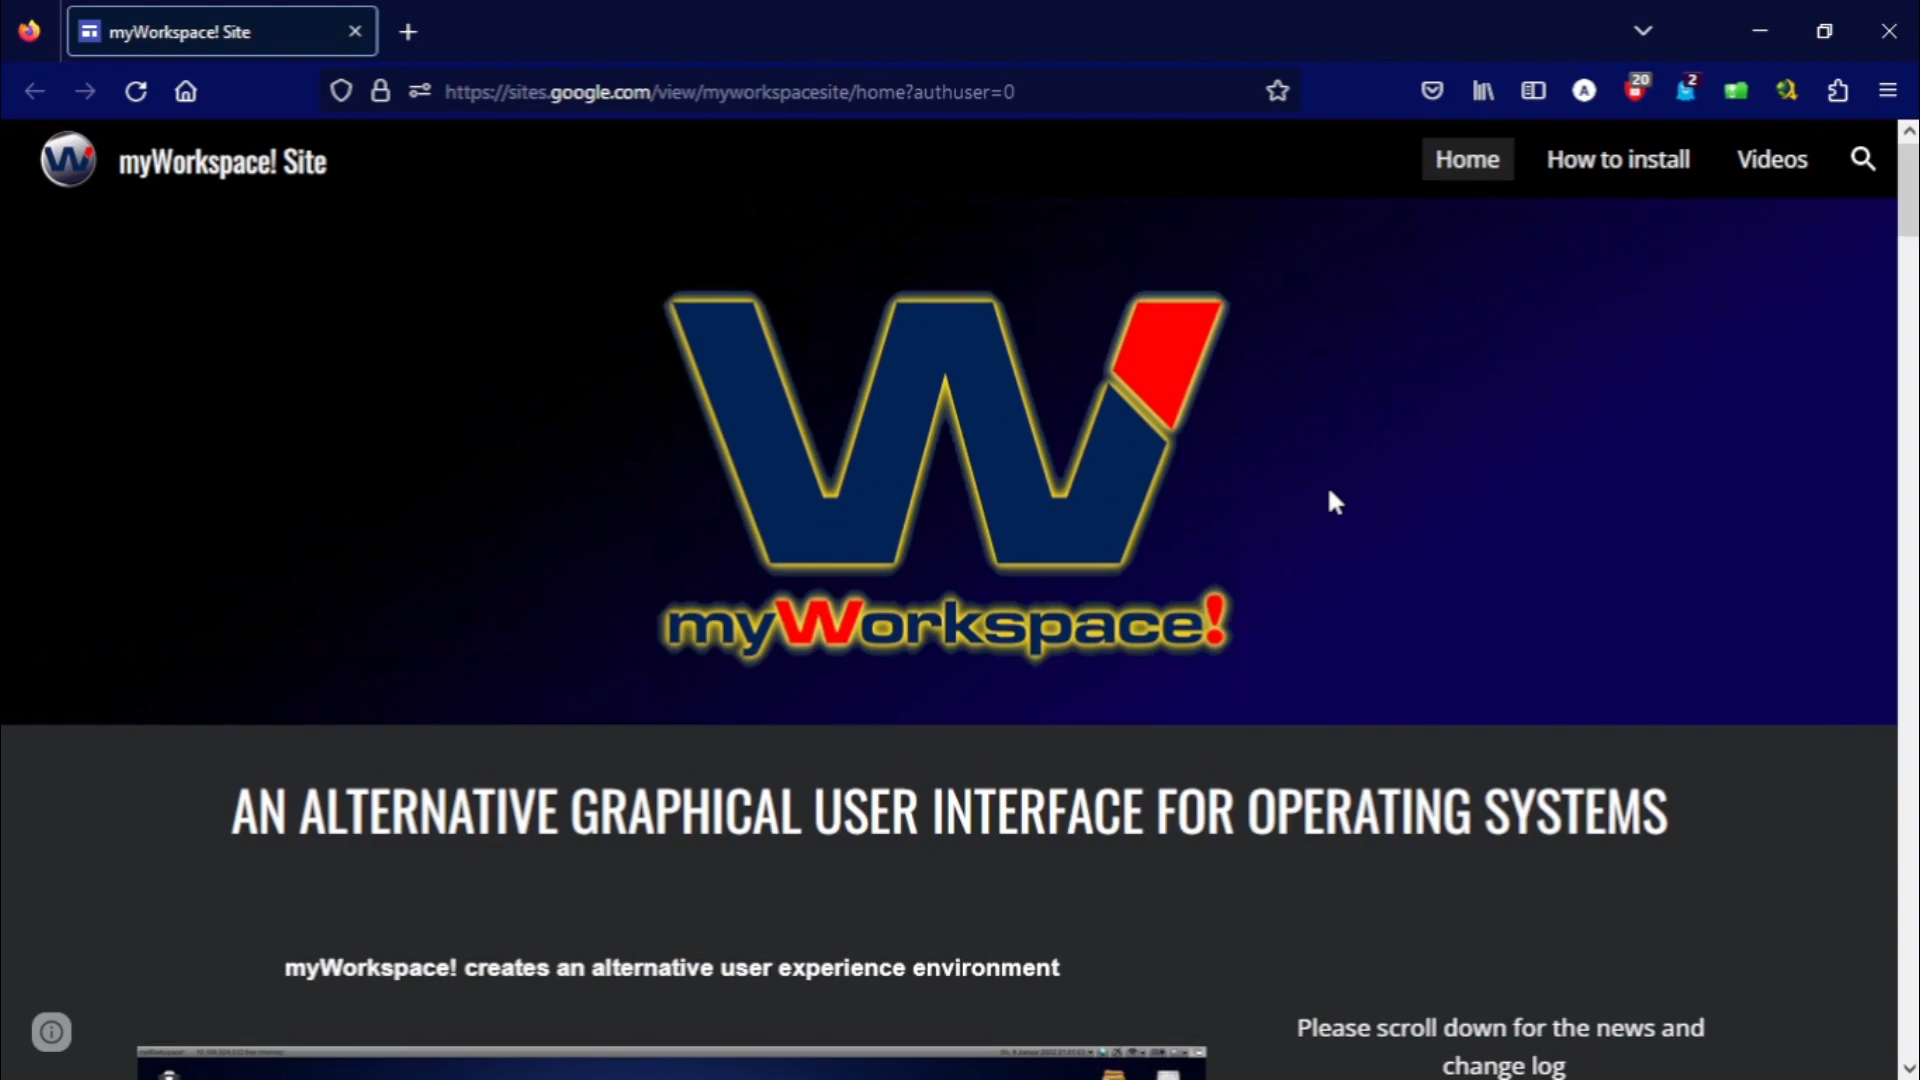 myWorkspace! Site
https://sites.google.com/view/myworkspacesite/home?authuser=0
20
2
myWorkspace! Site
Home
How to install
Videos
W
myWorkspace!
AN ALTERNATIVE GRAPHICAL USER INTERFACE FOR OPERATING SYSTEMS
myWorkspace! creates an alternative user experience environment
Please scroll down for the news and
change log